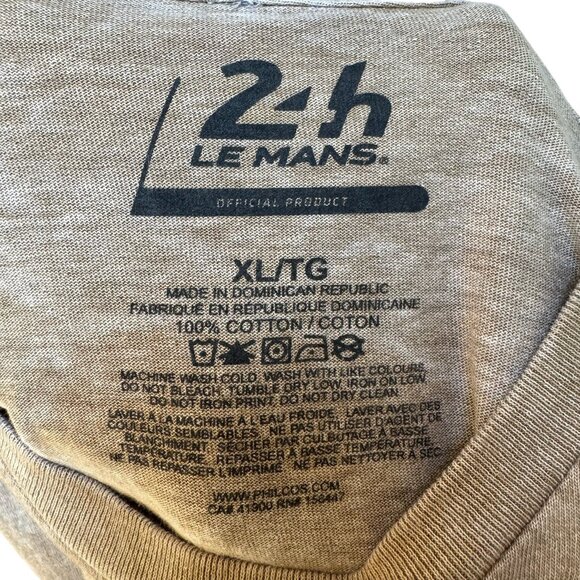 24h
LE MANS®
OFFICIAL PRODUCT
XL/TG
MADE IN DOMINICAN REPUBLIC
FABRIQUÉ EN RÉPUBLIQUE DOMINICAINE
100% COTTON / COTON
MACHINE WASH COLD, WASH WITH LIKE COLOURS,
DO NOT BLEACH, TUMBLE DRY LOW, IRON ON LOW,
DO NOT IRON PRINT, DO NOT DRY CLEAN
LAVER À LA MACHINE À L'EAU FROIDE, LAVER AVEC DES
COULEURS SEMBLABLES, NE PAS UTILISER D'AGENT DE
BLANCHIMENT, SÉCHER PAR CULBUTAGE À BASSE
TEMPÉRATURE, REPASSER À BASSE TEMPÉRATURE,
NE PAS REPASSER L'IMPRIMÉ, NE PAS NETTOYER À SEC
WWW.PHILCOS.COM
CA# 41900 RN# 158447